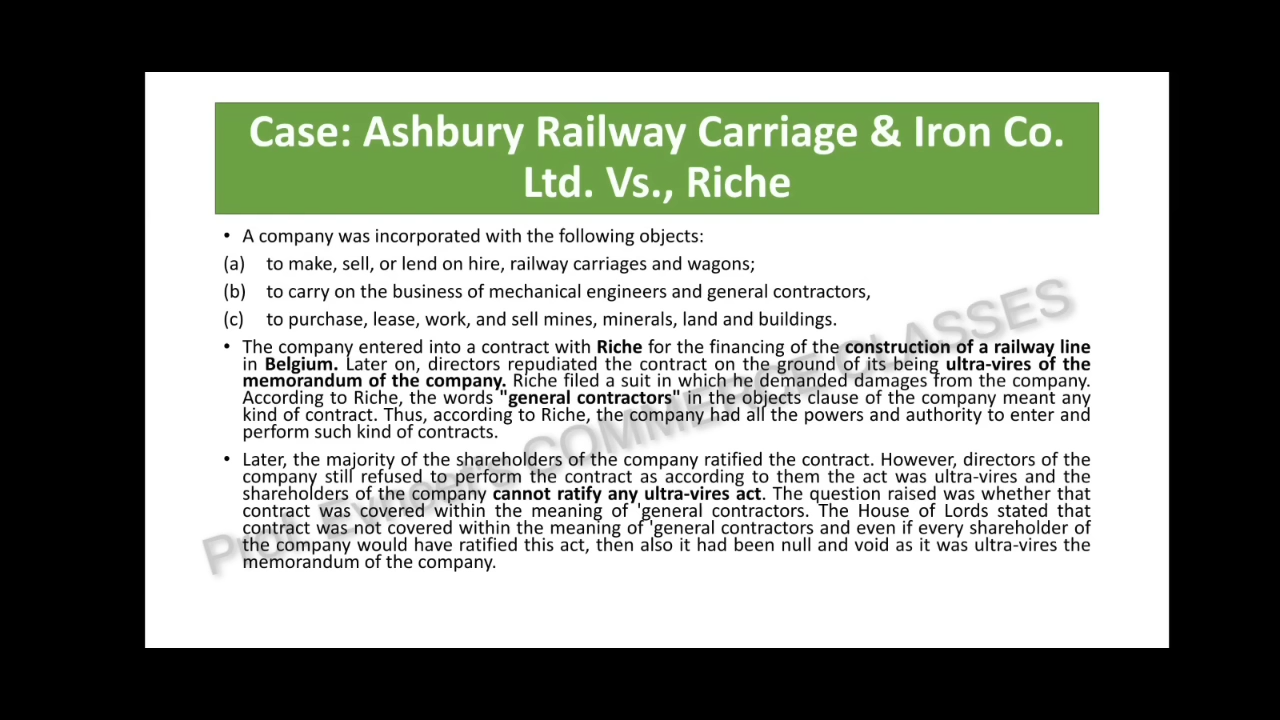 Case: Ashbury Railway Carriage & Iron Co.
Ltd. Vs., Riche
• A company was incorporated with the following objects:
(a) to make, sell, or lend on hire, railway carriages and wagons;
(b) to carry on the business of mechanical engineers and general contractors,
(c) to purchase, lease, work, and sell mines, minerals, land and buildings.
• The company entered into a contract with Riche for the financing of the construction of a railway line
in Belgium. Later on, directors repudiated the contract on the ground of its being ultra-vires of the
memorandum of the company. Riche filed a suit in which he demanded damages from the company.
According to Riche, the words "general contractors" in the objects clause of the company meant any
kind of contract. Thus, according to Riche, the company had all the powers and authority to enter and
perform such kind of contracts.
• Later, the majority of the shareholders of the company ratified the contract. However, directors of the
company still refused to perform the contract as according to them the act was ultra-vires and the
shareholders of the company cannot ratify any ultra-vires act. The question raised was whether that
contract was covered within the meaning of 'general contractors. The House of Lords stated that
contract was not covered within the meaning of 'general contractors and even if every shareholder of
the company would have ratified this act, then also it had been null and void as it was ultra-vires the
memorandum of the company.
COMMERCE CLASSES